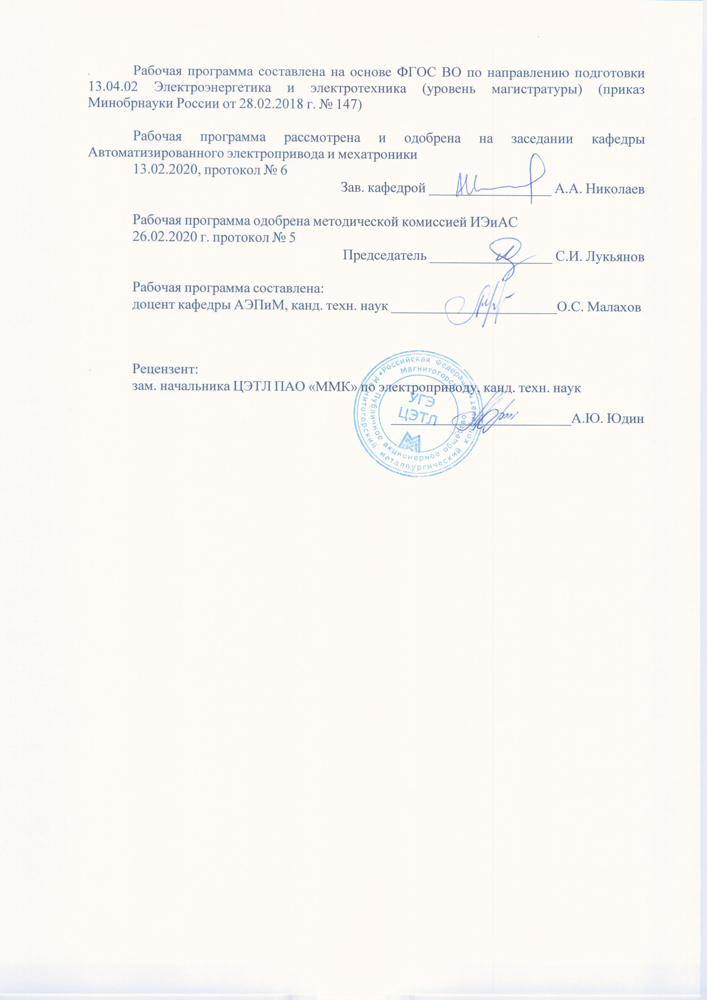 Рабочая программа составлена на основе ФГОС ВО по направлению подготовки
13.04.02 Электроэнергетика и электротехника (уровень магистратуры) (приказ
Минобрнауки России от 28.02.2018 г. № 147)
Рабочая программа рассмотрена и одобрена на заседании кафедры
Автоматизированного электропривода и мехатроники
13.02.2020, протокол № 6
Зав. кафедрой А.А. Николаев
Рабочая программа одобрена методической комиссией ИЭиАС
26.02.2020 г. протокол № 5
Председатель С.И. Лукьянов
Рабочая программа составлена:
доцент кафедры АЭПиМ, канд. техн. наук О.С. Малахов
Рецензент:
зам. начальника ЦЭТЛ ПАО «ММК» по электроприводу, канд. техн. наук
А.Ю. Юдин
*Российская Федерация*
Магнитогорский металлургический комбинат
Магнитогорск
Публичное акционерное общество
УГЭ
ЦЭТЛ